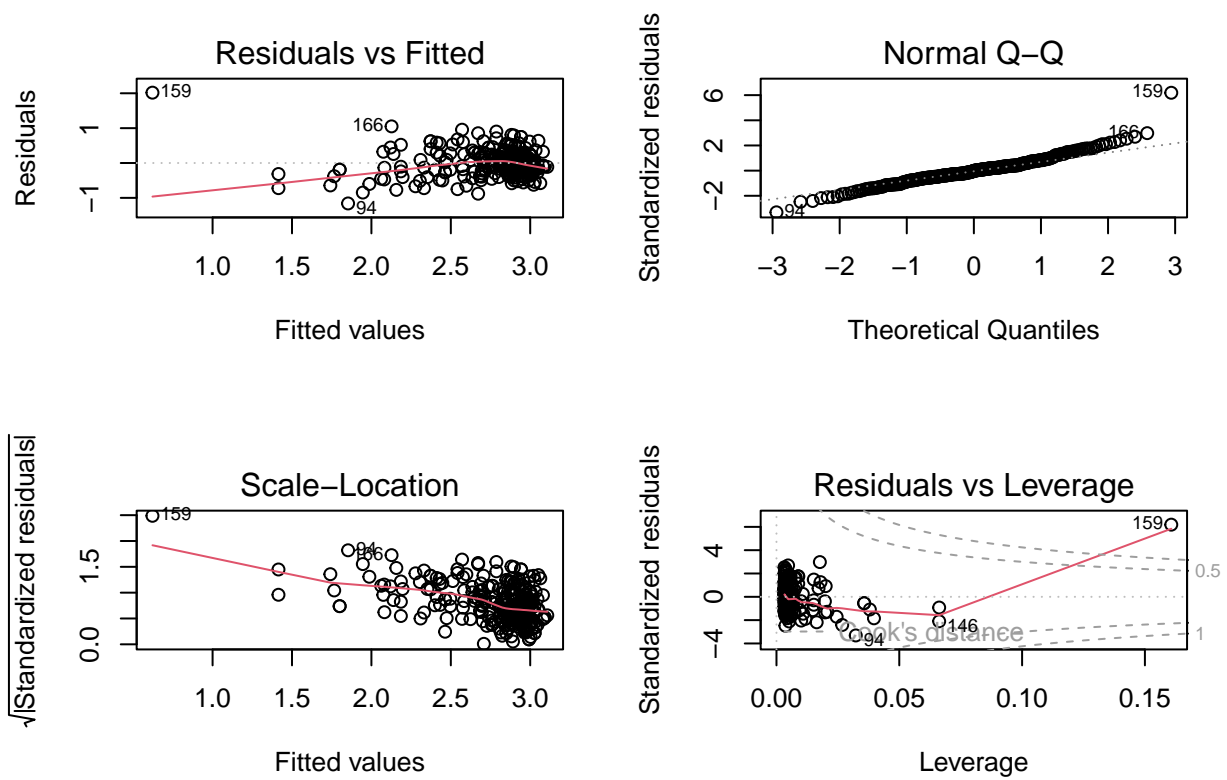 Residuals vs Fitted
Residuals
1
−1
159
166
94
1.0 1.5 2.0 2.5 3.0
Fitted values
Normal Q−Q
Standardized residuals
6
2
−2
159
166
94
−3 −2 −1 0 1 2 3
Theoretical Quantiles
Scale−Location
√|Standardized residuals|
1.5
0.0
159
94
166
1.0 1.5 2.0 2.5 3.0
Fitted values
Residuals vs Leverage
Standardized residuals
4
0
−4
159
0.5
146
1
Cook's distance
94
0.00 0.05 0.10 0.15
Leverage